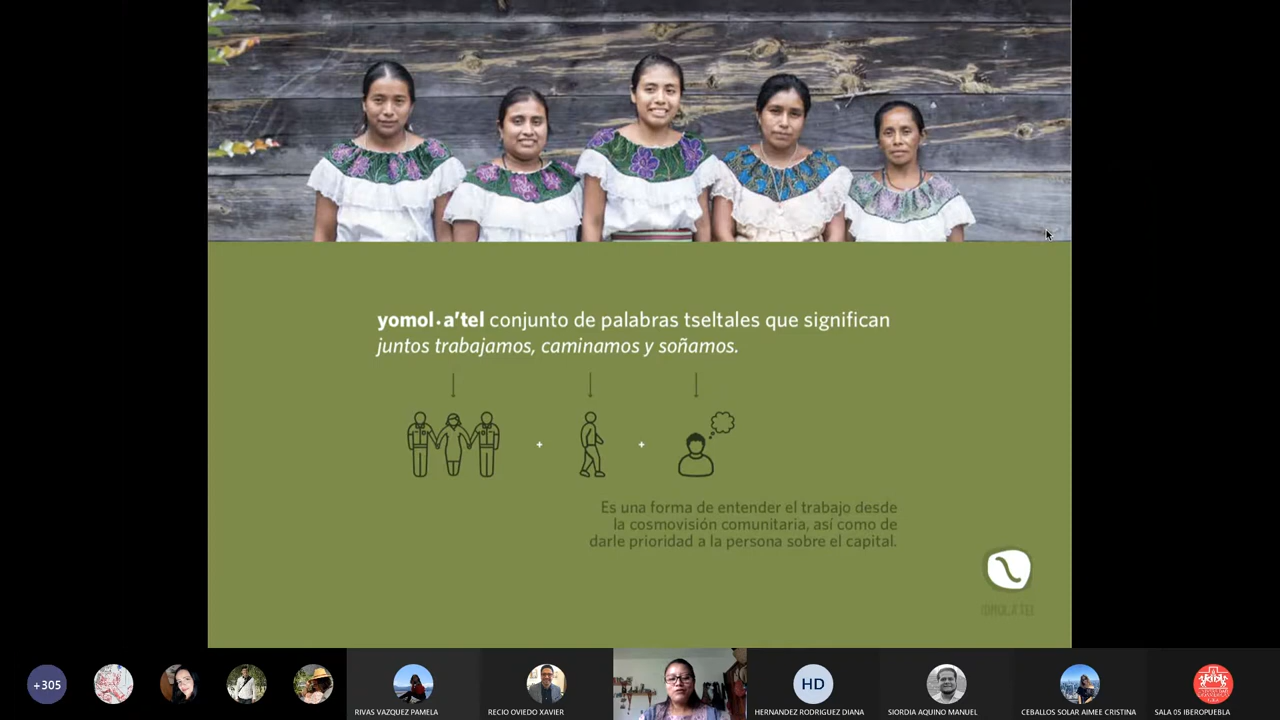 yomol·a'tel conjunto de palabras tseltales que significan
juntos trabajamos, caminamos y soñamos.
+ +
Es una forma de entender el trabajo desde
la cosmovisión comunitaria, así como de
darle prioridad a la persona sobre el capital.
YOMOL A'TEL
+305
HD
RIVAS VAZQUEZ PAMELA
RECIO OVIEDO XAVIER
HERNANDEZ RODRIGUEZ DIANA
SIORDIA AQUINO MANUEL
CEBALLOS SOLAR AIMEE CRISTINA
SALA 05 IBEROPUEBLA